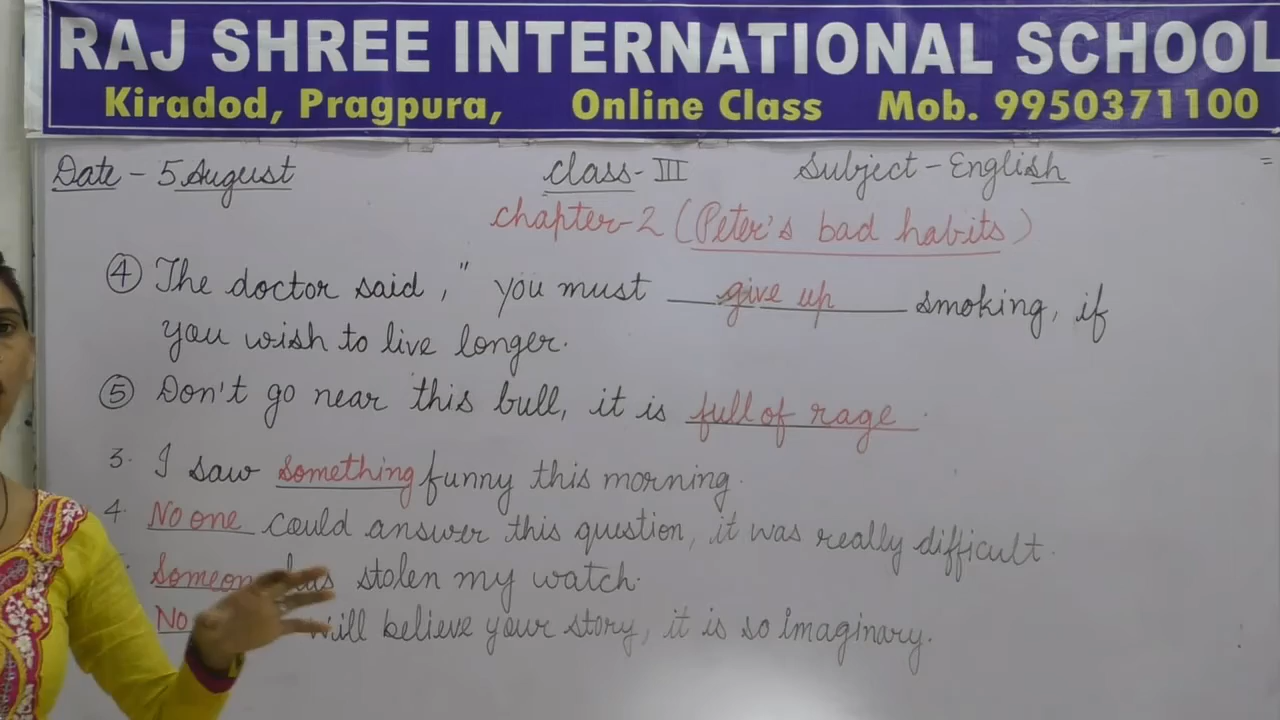 RAJ SHREE INTERNATIONAL SCHOOL
Kiradod, Pragpura, Online Class Mob. 9950371100
Date - 5 August Class - III Subject - English =
chapter-2 (Peter's bad habits)
④ The doctor said, " you must give up smoking, if
you wish to live longer.
⑤ Don't go near this bull, it is full of rage.
3. I saw something funny this morning.
4. No one could answer this question, it was really difficult.
has stolen my watch.
No will believe your story, it is so imaginary.